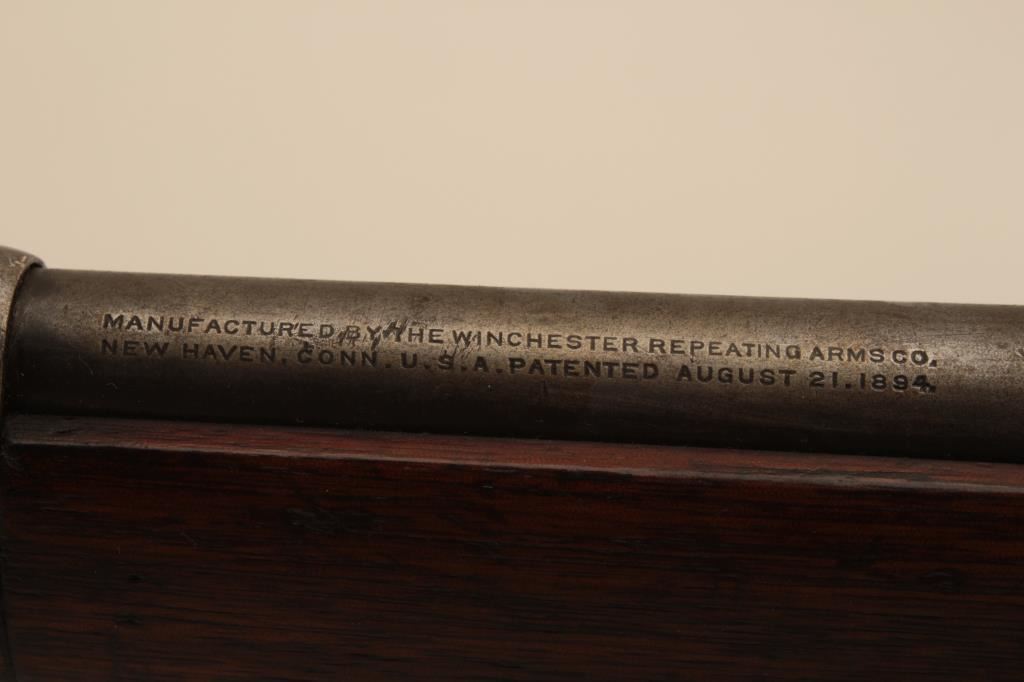 MANUFACTURED BY THE WINCHESTER REPEATING ARMS CO.
NEW HAVEN. CONN. U.S.A. PATENTED AUGUST 21. 1894.